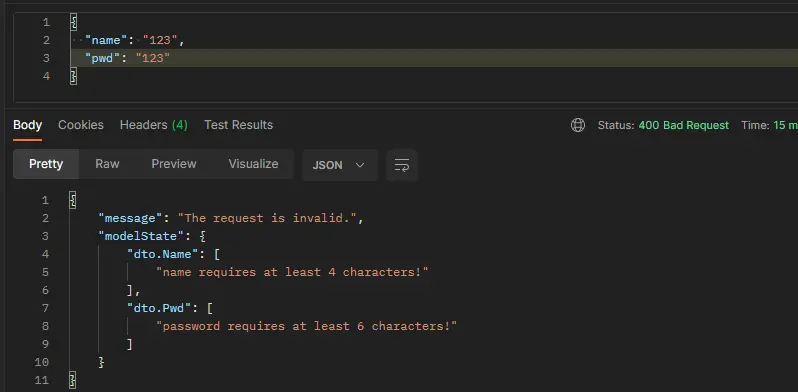 1 {
2 "name": "123",
3 "pwd": "123"
4 }
Body Cookies Headers (4) Test Results Status: 400 Bad Request Time: 15 m
Pretty Raw Preview Visualize JSON
1 {
2 "message": "The request is invalid.",
3 "modelState": {
4 "dto.Name": [
5 "name requires at least 4 characters!"
6 ],
7 "dto.Pwd": [
8 "password requires at least 6 characters!"
9 ]
10 }
11 }